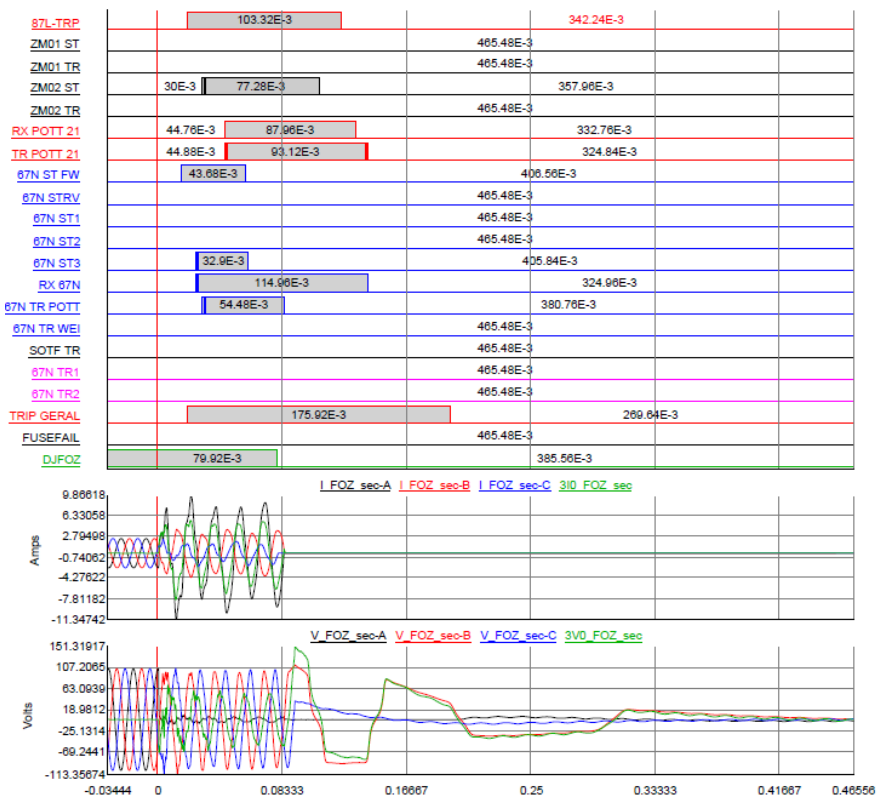 87L-TRP 103.32E-3 342.24E-3
ZM01 ST 465.48E-3
ZM01 TR 465.48E-3
ZM02 ST 30E-3 77.28E-3 357.96E-3
ZM02 TR 465.48E-3
RX POTT 21 44.76E-3 87.96E-3 332.76E-3
TR POTT 21 44.88E-3 93.12E-3 324.84E-3
67N ST FW 43.68E-3 406.56E-3
67N STRV 465.48E-3
67N ST1 465.48E-3
67N ST2 465.48E-3
67N ST3 32.9E-3 405.84E-3
RX 67N 114.96E-3 324.96E-3
67N TR POTT 54.48E-3 380.76E-3
67N TR WEI 465.48E-3
SOTF TR 465.48E-3
67N TR1 465.48E-3
67N TR2 465.48E-3
TRIP GERAL 175.92E-3 269.64E-3
FUSEFAIL 465.48E-3
DJFOZ 79.92E-3 385.56E-3
I_FOZ_sec-A I_FOZ_sec-B I_FOZ_sec-C 3I0_FOZ_sec
Amps
9.86618
6.33058
2.79498
-0.74062
-4.27622
-7.81182
-11.34742
V_FOZ_sec-A V_FOZ_sec-B V_FOZ_sec-C 3V0_FOZ_sec
Volts
151.31917
107.2065
63.0939
18.9812
-25.1314
-69.2441
-113.35674
-0.03444 0 0.08333 0.16667 0.25 0.33333 0.41667 0.46556